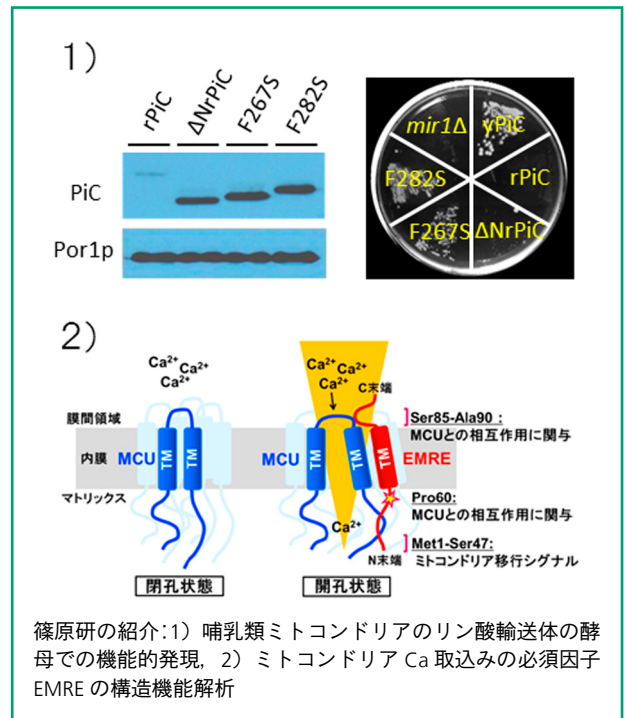 1)
rPiC
ΔNrPiC
F267S
F282S
PiC
Por1p
mir1Δ
yPiC
F282S
rPiC
F267S
ΔNrPiC
2)
Ca²⁺
Ca²⁺
Ca²⁺
膜間領域
内膜
マトリックス
MCU
TM
TM
閉孔状態
Ca²⁺
Ca²⁺
Ca²⁺
C末端
MCU
TM
TM
TM
EMRE
Ca²⁺
N末端
開孔状態
Ser85-Ala90 :
MCUとの相互作用に関与
Pro60:
MCUとの相互作用に関与
Met1-Ser47:
ミトコンドリア移行シグナル
篠原研の紹介:1）哺乳類ミトコンドリアのリン酸輸送体の酵
母での機能的発現，2）ミトコンドリア Ca 取込みの必須因子
EMRE の構造機能解析